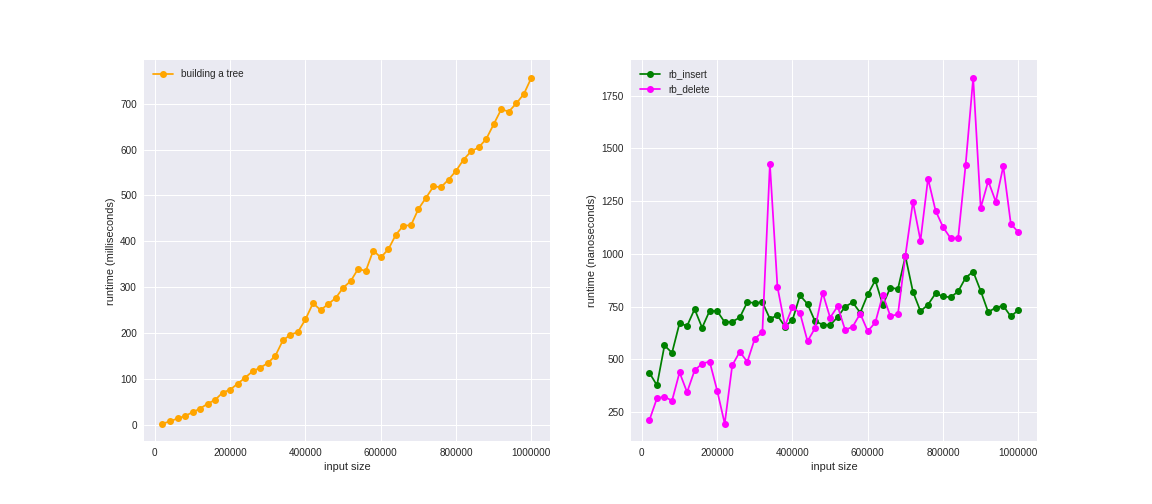 building a tree
runtime (milliseconds)
700
600
500
400
300
200
100
0
0 200000 400000 600000 800000 1000000
input size
rb_insert
rb_delete
runtime (nanoseconds)
1750
1500
1250
1000
750
500
250
0 200000 400000 600000 800000 1000000
input size